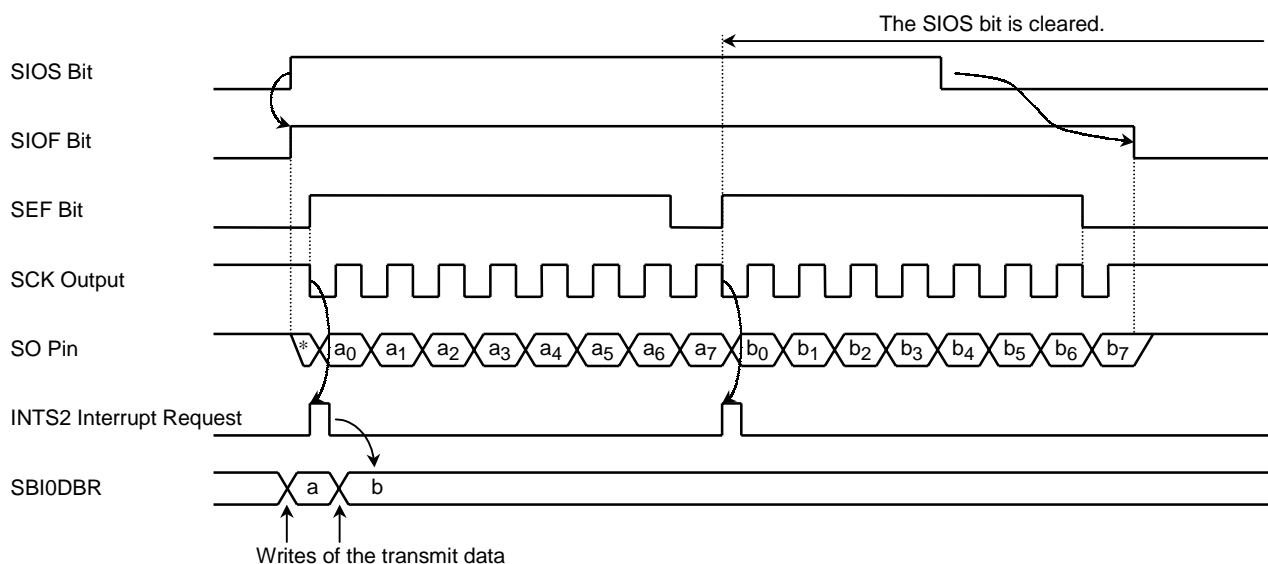 The SIOS bit is cleared.
SIOS Bit
SIOF Bit
SEF Bit
SCK Output
SO Pin * a0 a1 a2 a3 a4 a5 a6 a7 b0 b1 b2 b3 b4 b5 b6 b7
INTS2 Interrupt Request
SBI0DBR a b
Writes of the transmit data